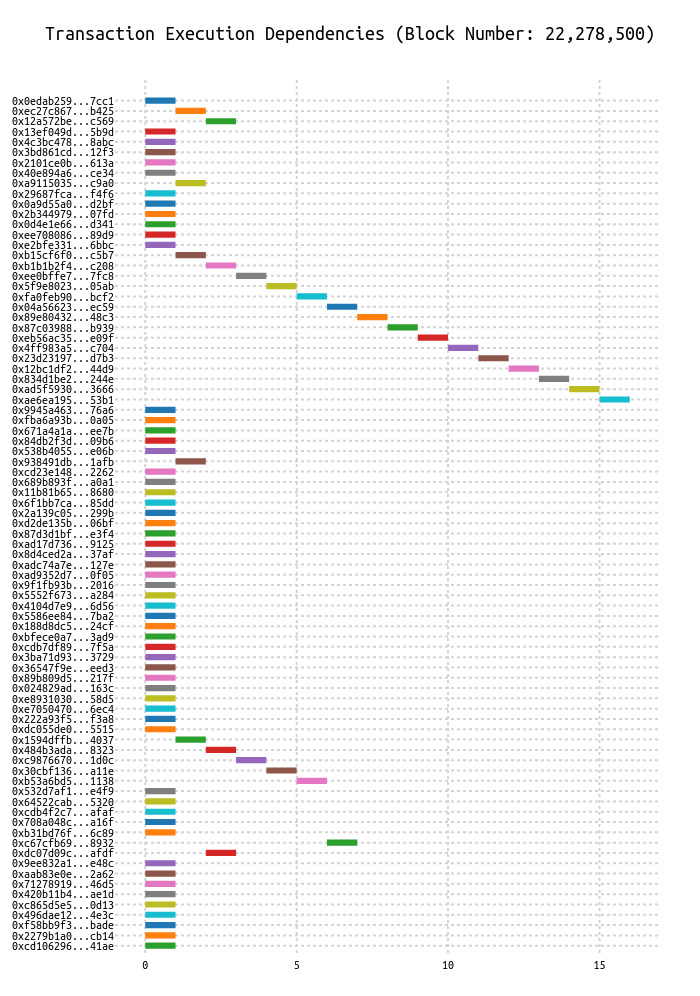 Transaction Execution Dependencies (Block Number: 22,278,500)
0x0edab259...7cc1
0xec27c867...b425
0x12a572be...c569
0x13ef049d...5b9d
0x4c3bc478...8abc
0x3bd861cd...12f3
0x2101ce0b...613a
0x40e894a6...ce34
0xa9115035...c9a0
0x29687fca...f4f6
0x0a9d55a0...d2bf
0x2b344979...07fd
0x0d4e1e66...d341
0xee708086...89d9
0xe2bfe331...6bbc
0xb15cf6f0...c5b7
0xb1b1b2f4...c208
0xee0bffe7...7fc8
0x5f9e8023...05ab
0xfa0feb90...bcf2
0x04a56623...ec59
0x89e80432...48c3
0x87c03988...b939
0xeb56ac35...e09f
0x4ff983a5...c704
0x23d23197...d7b3
0x12bc1df2...44d9
0x834d1be2...244e
0xad5f5930...3666
0xae6ea195...53b1
0x9945a463...76a6
0xfba6a93b...0a05
0x671a4a1a...ee7b
0x84db2f3d...09b6
0x538b4055...e06b
0x938491db...1afb
0xcd23e148...2262
0x689b893f...a0a1
0x11b81b65...8680
0x6f1bb7ca...85dd
0x2a139c05...299b
0xd2de135b...06bf
0x87d3d1bf...e3f4
0xad17d736...9125
0x8d4ced2a...37af
0xadc74a7e...127e
0xad9352d7...0f05
0x9f1fb93b...2016
0x5552f673...a284
0x4104d7e9...6d56
0x5586ee84...7ba2
0x188d8dc5...24cf
0xbfece0a7...3ad9
0xcdb7df89...7f5a
0x3ba71d93...3729
0x36547f9e...eed3
0x89b809d5...217f
0x024829ad...163c
0xe8931030...58d5
0xe7050470...6ec4
0x222a93f5...f3a8
0xdc055de0...5515
0x1594dffb...4037
0x484b3ada...8323
0xc9876670...1d0c
0x30cbf136...a11e
0xb53a6bd5...1138
0x532d7af1...e4f9
0x64522cab...5320
0xcdb4f2c7...afaf
0x708a048c...a16f
0xb31bd76f...6c89
0xc67cfb69...8932
0xdc07d09c...afdf
0x9ee832a1...e48c
0xaab83e0e...2a62
0x71278919...46d5
0x420b11b4...ae1d
0xc865d5e5...0d13
0x496dae12...4e3c
0xf58bb9f3...bade
0x2279b1a0...cb14
0xcd106296...41ae
0 5 10 15